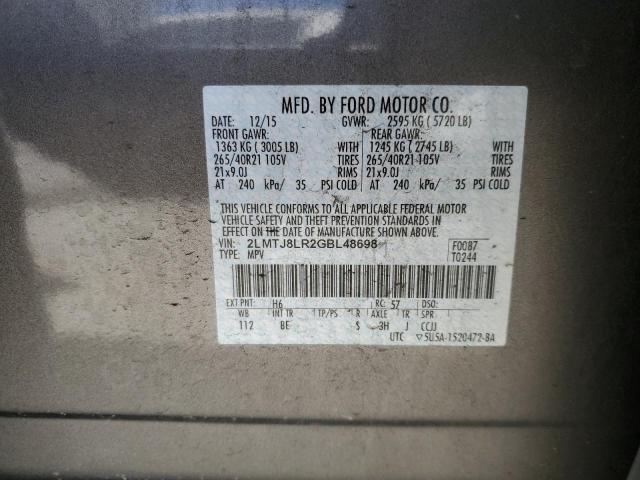 MFD. BY FORD MOTOR CO.
DATE: 12/15 GVWR: 2595 KG ( 5720 LB)
FRONT GAWR: REAR GAWR:
1363 KG ( 3005 LB) WITH 1245 KG ( 2745 LB) WITH
265/40R21 105V TIRES 265/40R21 105V TIRES
21x9.0J RIMS 21x9.0J RIMS
AT 240 kPa/ 35 PSI COLD AT 240 kPa/ 35 PSI COLD
THIS VEHICLE CONFORMS TO ALL APPLICABLE FEDERAL MOTOR
VEHICLE SAFETY AND THEFT PREVENTION STANDARDS IN
EFFECT ON THE DATE OF MANUFACTURE SHOWN ABOVE.
VIN: 2LMTJ8LR2GBL48698 F0087
TYPE: MPV T0244
EXT PNT: H6 RC: 57 DSO:
WB INT TR TP/PS R AXLE TR SPR
112 BE S 3H J CCJJ
UTC ▽5U5A-1520472-BA